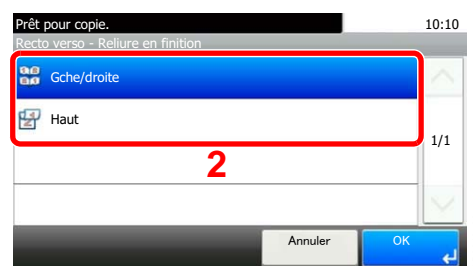 Prêt pour copie. 10:10
Recto verso - Reliure en finition
Gche/droite
Haut
1/1
2
Annuler OK